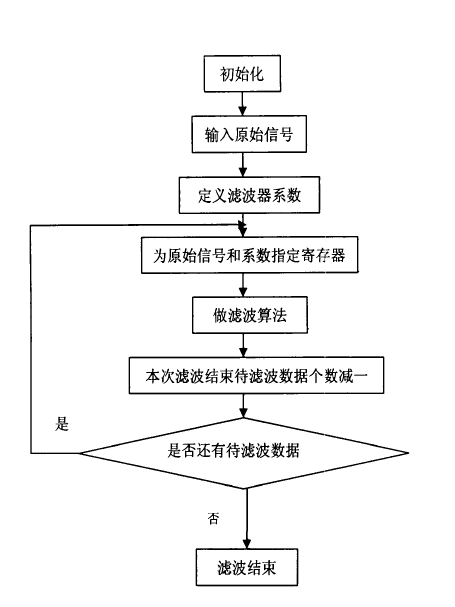 初始化
输入原始信号
定义滤波器系数
为原始信号和系数指定寄存器
做滤波算法
本次滤波结束待滤波数据个数减一
是
是否还有待滤波数据
否
滤波结束